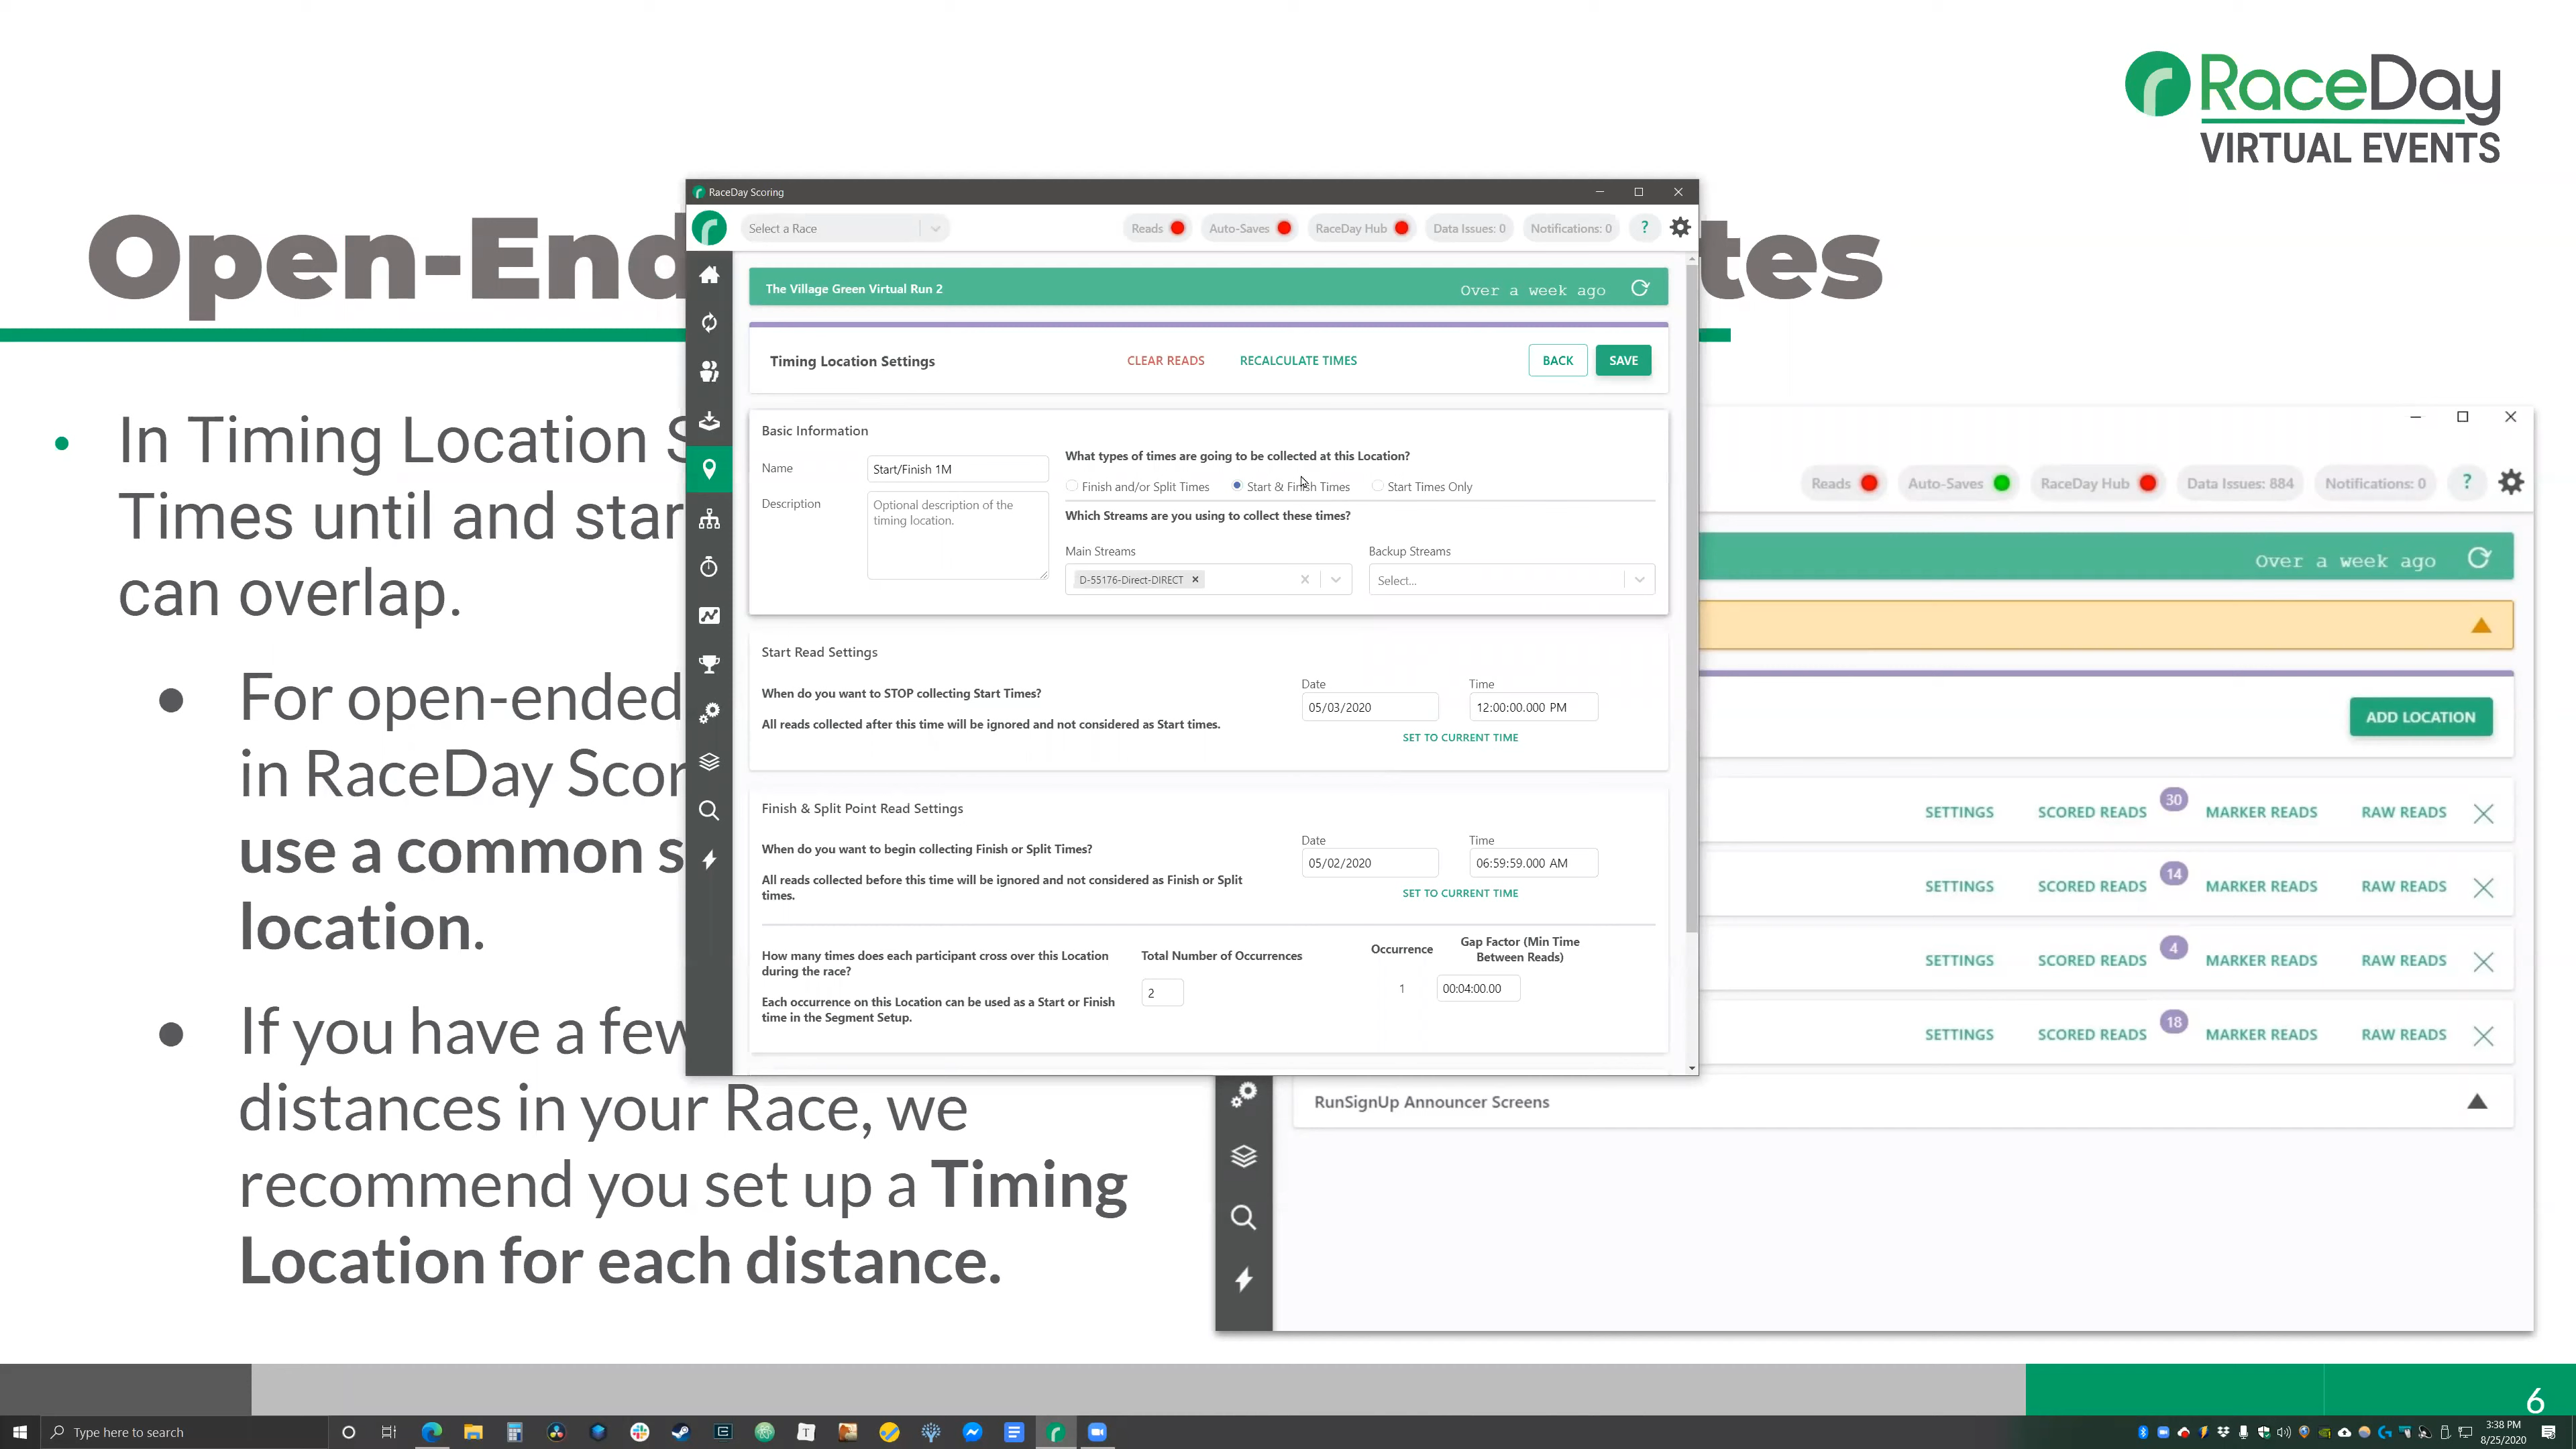 RaceDay
VIRTUAL EVENTS
Open-End
tes
In Timing Location S
Times until and star
can overlap.
For open-ended
in RaceDay Scor
use a common s
location.
If you have a few
distances in your Race, we
recommend you set up a Timing
Location for each distance.
RaceDay Scoring
Select a Race
Reads
Auto-Saves
RaceDay Hub
Data Issues: 0
Notifications: 0
?
The Village Green Virtual Run 2
Over a week ago
Timing Location Settings
CLEAR READS
RECALCULATE TIMES
BACK
SAVE
Basic Information
Name
Start/Finish 1M
Description
Optional description of the
timing location.
What types of times are going to be collected at this Location?
Finish and/or Split Times
Start & Finish Times
Start Times Only
Which Streams are you using to collect these times?
Main Streams
Backup Streams
D-55176-Direct-DIRECT
Select...
Start Read Settings
When do you want to STOP collecting Start Times?
All reads collected after this time will be ignored and not considered as Start times.
Date
Time
05/03/2020
12:00:00.000 PM
SET TO CURRENT TIME
Finish & Split Point Read Settings
When do you want to begin collecting Finish or Split Times?
All reads collected before this time will be ignored and not considered as Finish or Split
times.
Date
Time
05/02/2020
06:59:59.000 AM
SET TO CURRENT TIME
How many times does each participant cross over this Location
during the race?
Each occurrence on this Location can be used as a Start or Finish
time in the Segment Setup.
Total Number of Occurrences
2
Occurrence
Gap Factor (Min Time
Between Reads)
1
00:04:00.00
Reads
Auto-Saves
RaceDay Hub
Data Issues: 884
Notifications: 0
?
Over a week ago
ADD LOCATION
SETTINGS SCORED READS 30 MARKER READS RAW READS
SETTINGS SCORED READS 14 MARKER READS RAW READS
SETTINGS SCORED READS 4 MARKER READS RAW READS
SETTINGS SCORED READS 18 MARKER READS RAW READS
RunSignUp Announcer Screens
6
Type here to search
3:38 PM
8/25/2020